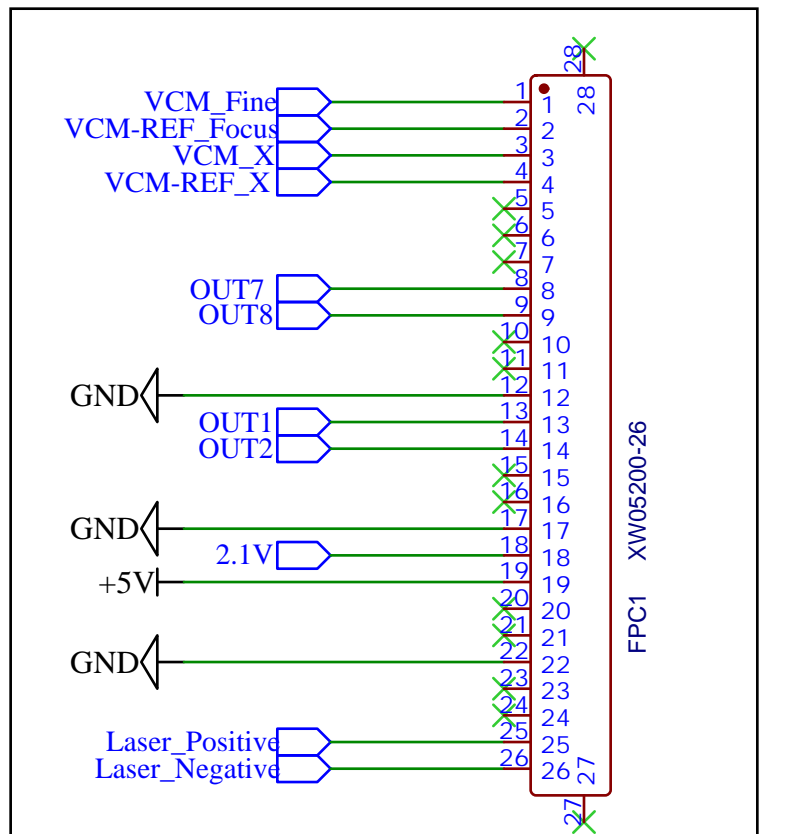 28
28
VCM_Fine 1 1
VCM-REF_Focus 2 2
VCM_X 3 3
VCM-REF_X 4 4
5 5
6 6
7 7
OUT7 8 8
OUT8 9 9
10 10
11 11
GND 12 12
OUT1 13 13
OUT2 14 14
15 15
16 16
GND 17 17
2.1V 18 18
+5V 19 19
20 20
21 21
GND 22 22
23 23
24 24
Laser_Positive 25 25
Laser_Negative 26 26
27
27
FPC1 XW05200-26